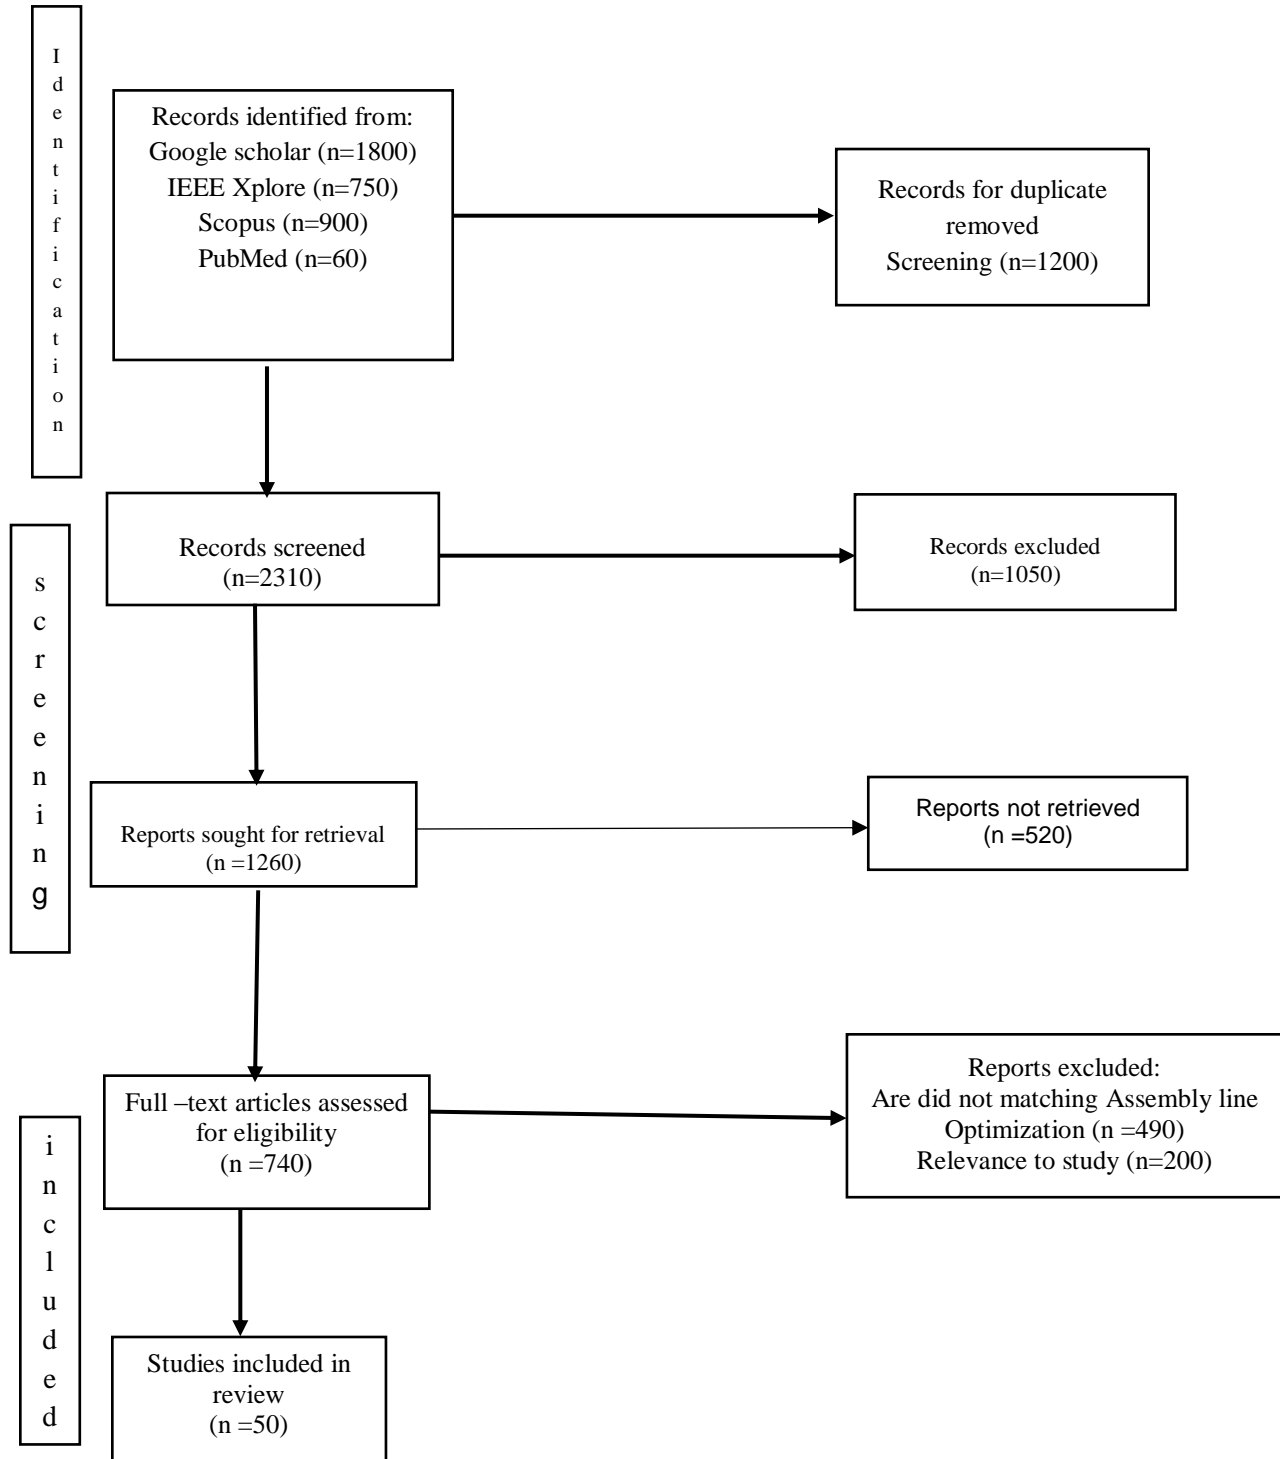 Identification
Records identified from:
Google scholar (n=1800)
IEEE Xplore (n=750)
Scopus (n=900)
PubMed (n=60)
Records for duplicate
removed
Screening (n=1200)
screening
Records screened
(n=2310)
Records excluded
(n=1050)
Reports sought for retrieval
(n =1260)
Reports not retrieved
(n =520)
included
Full –text articles assessed
for eligibility
(n =740)
Reports excluded:
Are did not matching Assembly line
Optimization (n =490)
Relevance to study (n=200)
Studies included in
review
(n =50)